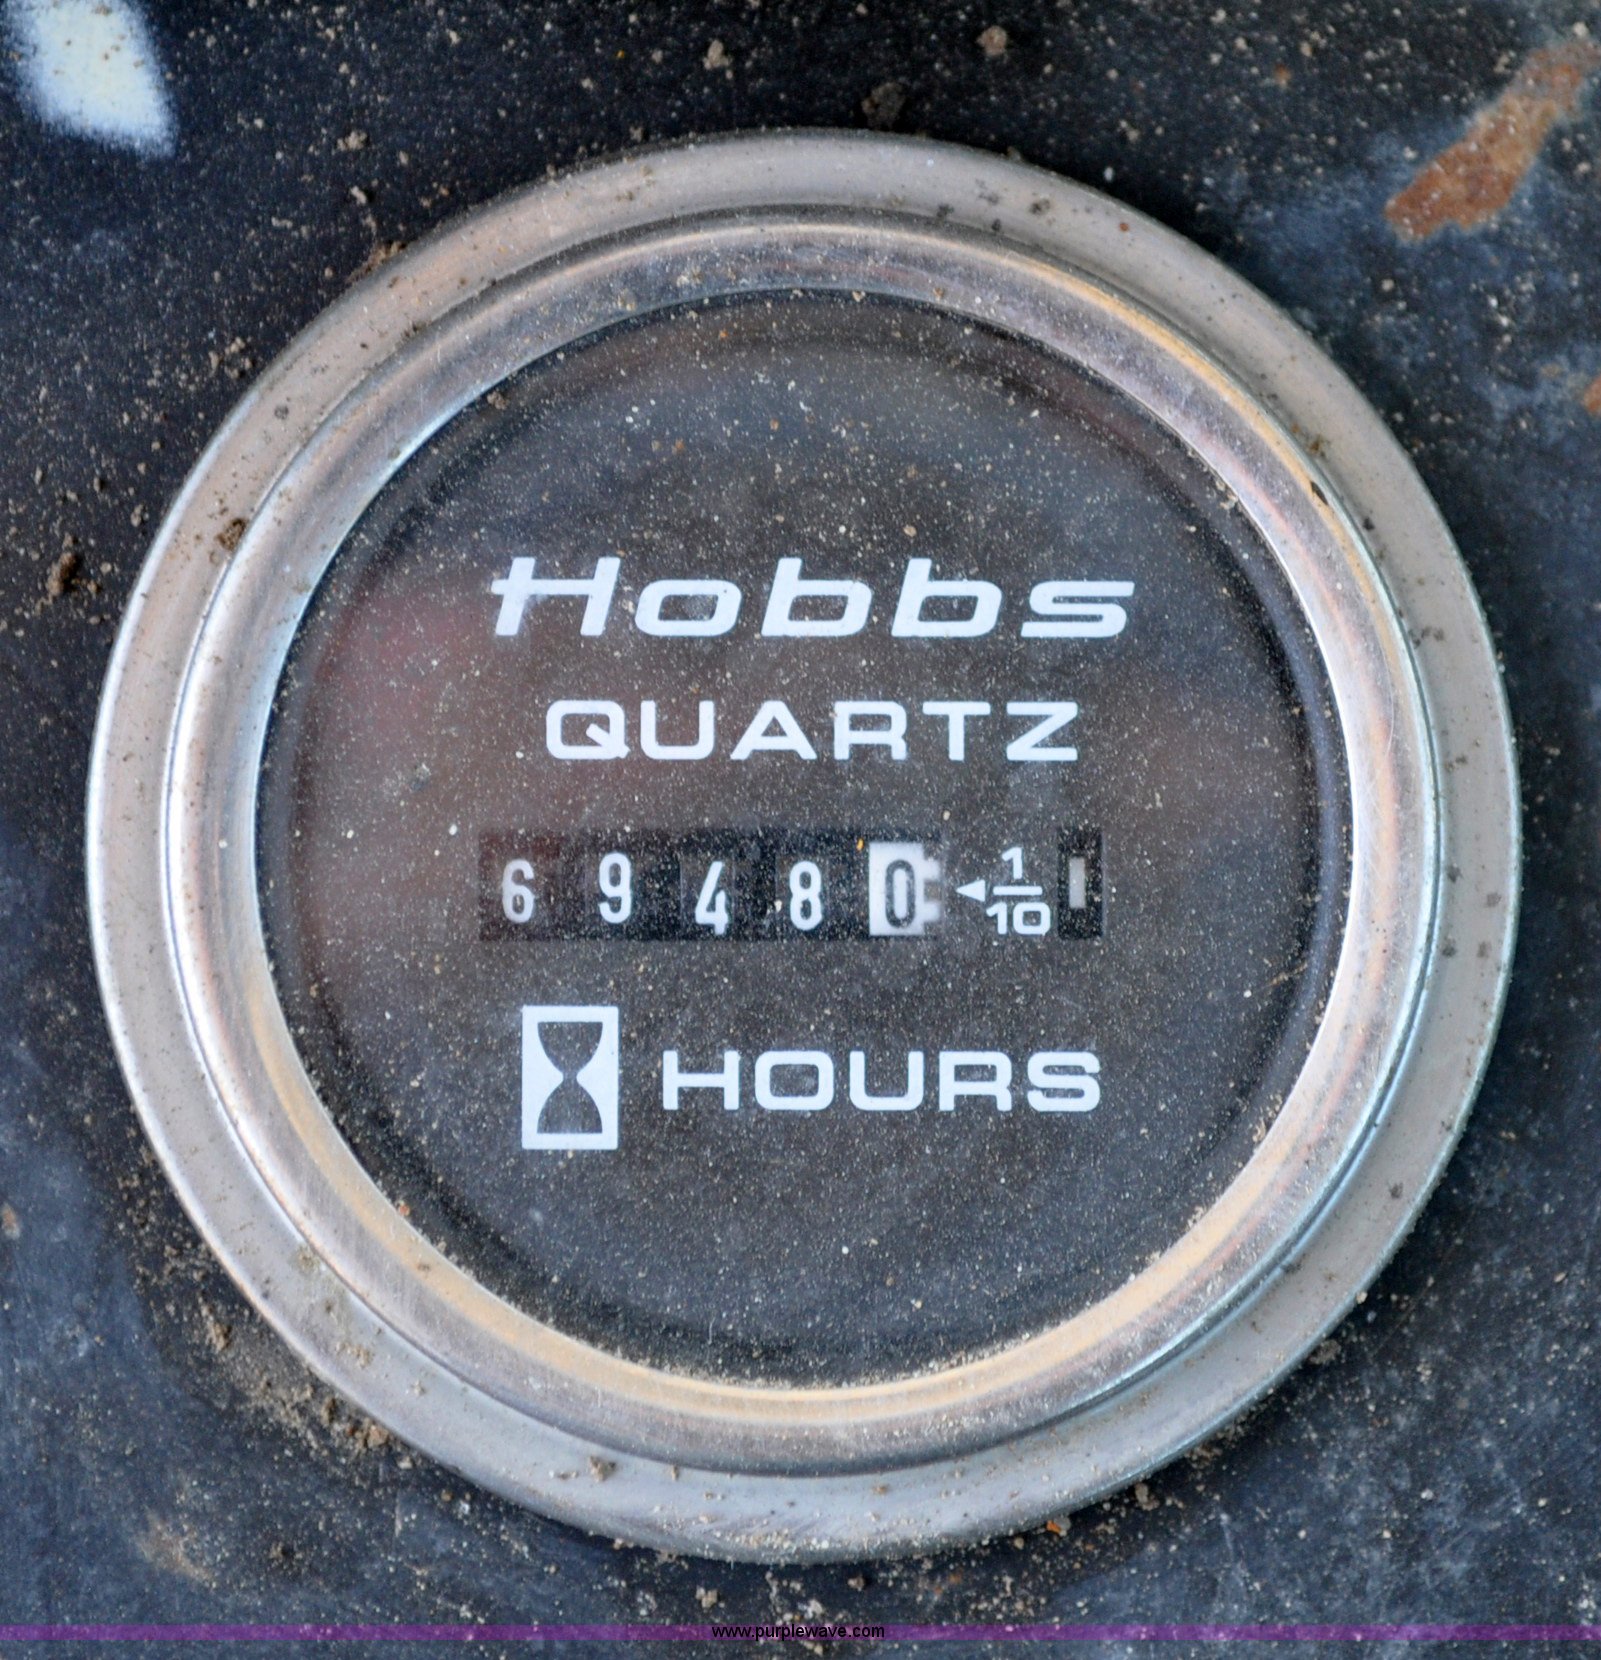 Hobbs
QUARTZ
6 9 4 8 0 ◄ 1/10
HOURS
www.purplewave.com